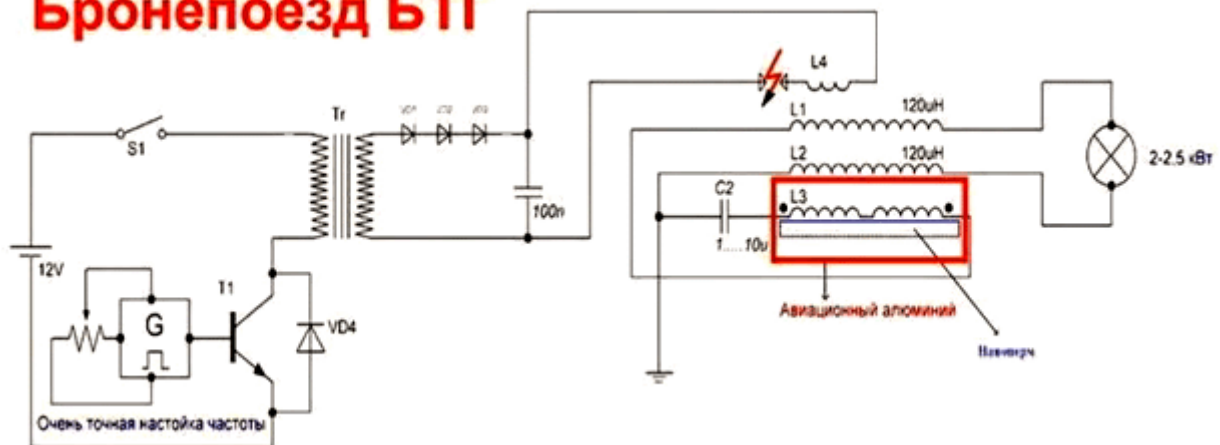 Бронепоезд БТГ
L4
Tr
L1
120uH
S1
L2
120uH
2-2.5 кВт
C2
L3
100n
1.....10u
12V
T1
Авиационный алюминий
G
VD4
Очень точная настойка частоты